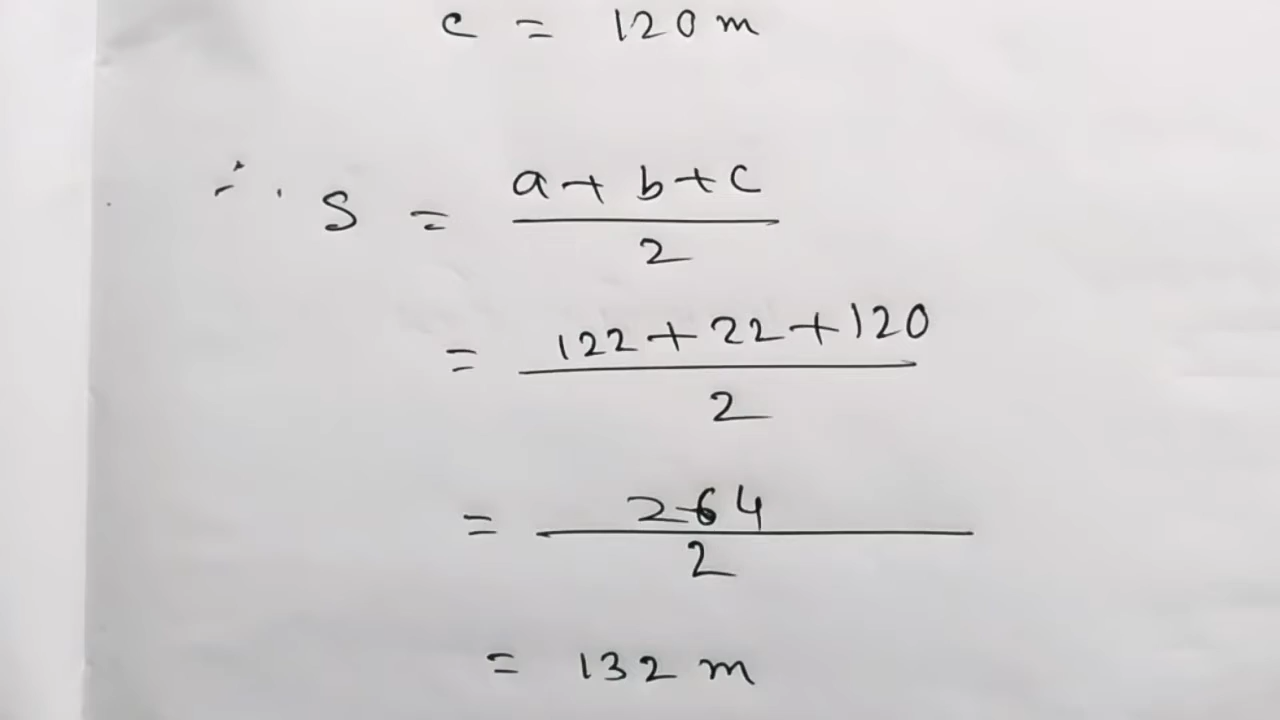 c = 120 m
∴ S = a + b + c
2
= 122 + 22 + 120
2
= 264
2
= 132 m